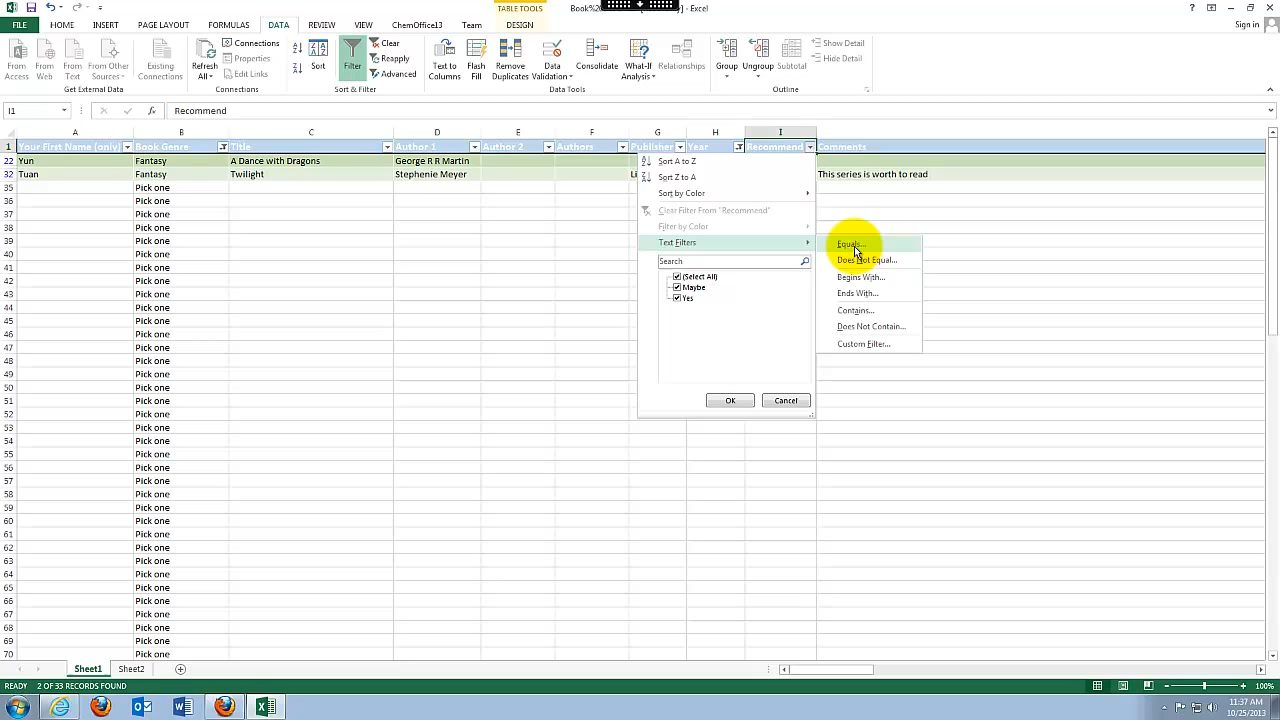 TABLE TOOLS
Book% - Excel
FILE HOME INSERT PAGE LAYOUT FORMULAS DATA REVIEW VIEW ChemOffice13 Team DESIGN Sign in
From Access From Web From Text From Other Sources Existing Connections Refresh All Connections Properties Edit Links Sort Filter Clear Reapply Advanced Text to Columns Flash Fill Remove Duplicates Data Validation Consolidate What-If Analysis Relationships Group Ungroup Subtotal Show Detail Hide Detail
Get External Data Connections Sort & Filter Data Tools Outline
I1 fx Recommend
A B C D E F G H I
1 Your First Name (only) Book Genre Title Author 1 Author 2 Authors Publisher Year Recommend Comments
22 Yun Fantasy A Dance with Dragons George R R Martin
32 Tuan Fantasy Twilight Stephenie Meyer Li This series is worth to read
35 Pick one
36 Pick one
37 Pick one
38 Pick one
39 Pick one
40 Pick one
41 Pick one
42 Pick one
43 Pick one
44 Pick one
45 Pick one
46 Pick one
47 Pick one
48 Pick one
49 Pick one
50 Pick one
51 Pick one
52 Pick one
53 Pick one
54 Pick one
55 Pick one
56 Pick one
57 Pick one
58 Pick one
59 Pick one
60 Pick one
61 Pick one
62 Pick one
63 Pick one
64 Pick one
65 Pick one
66 Pick one
67 Pick one
68 Pick one
69 Pick one
70 Pick one
Sort A to Z
Sort Z to A
Sort by Color
Clear Filter From "Recommend"
Filter by Color
Text Filters
Search
(Select All)
Maybe
Yes
OK Cancel
Equals...
Does Not Equal...
Begins With...
Ends With...
Contains...
Does Not Contain...
Custom Filter...
Sheet1 Sheet2
READY 2 OF 33 RECORDS FOUND 100%
11:37 AM
10/25/2013